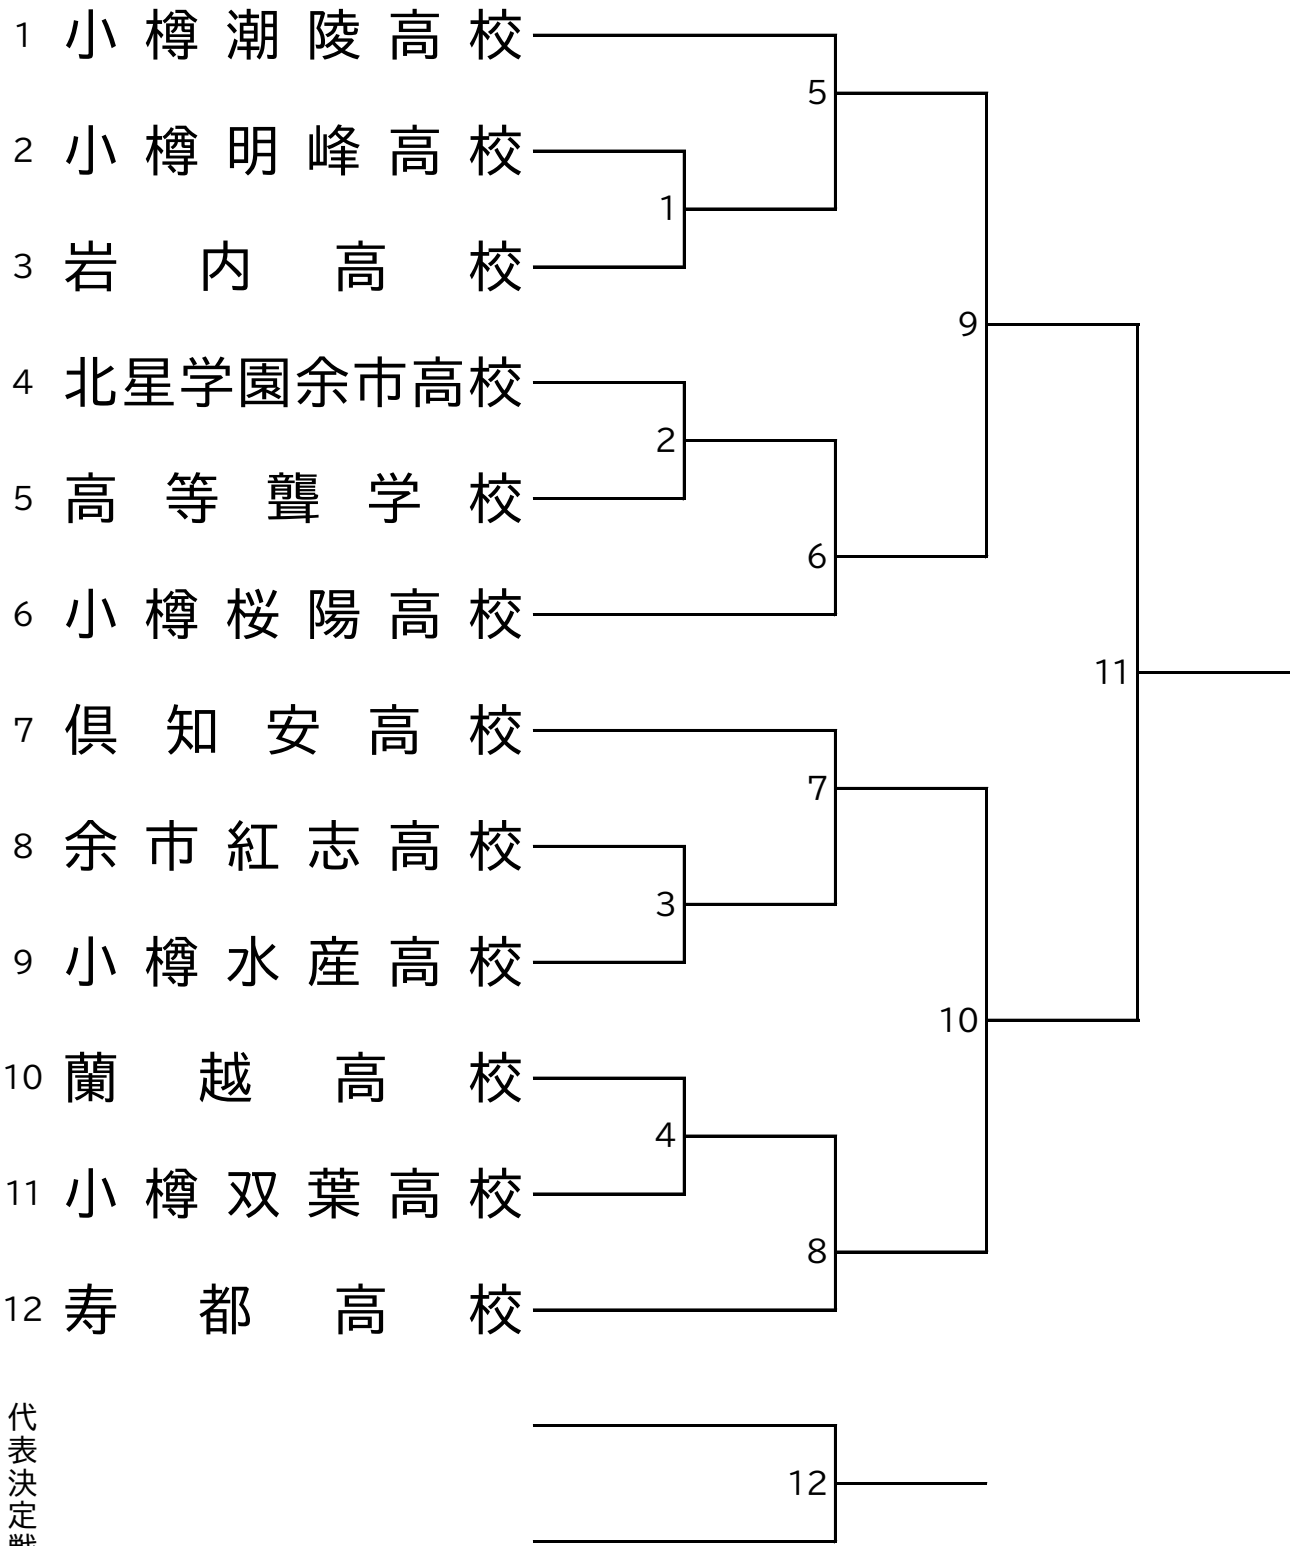 1 小樽潮陵高校
5
2 小樽明峰高校
1
3 岩内高校
9
4 北星学園余市高校
2
5 高等聾学校
6
6 小樽桜陽高校
11
7 倶知安高校
7
8 余市紅志高校
3
9 小樽水産高校
10
10 蘭越高校
4
11 小樽双葉高校
8
12 寿都高校
代表決定戦
12